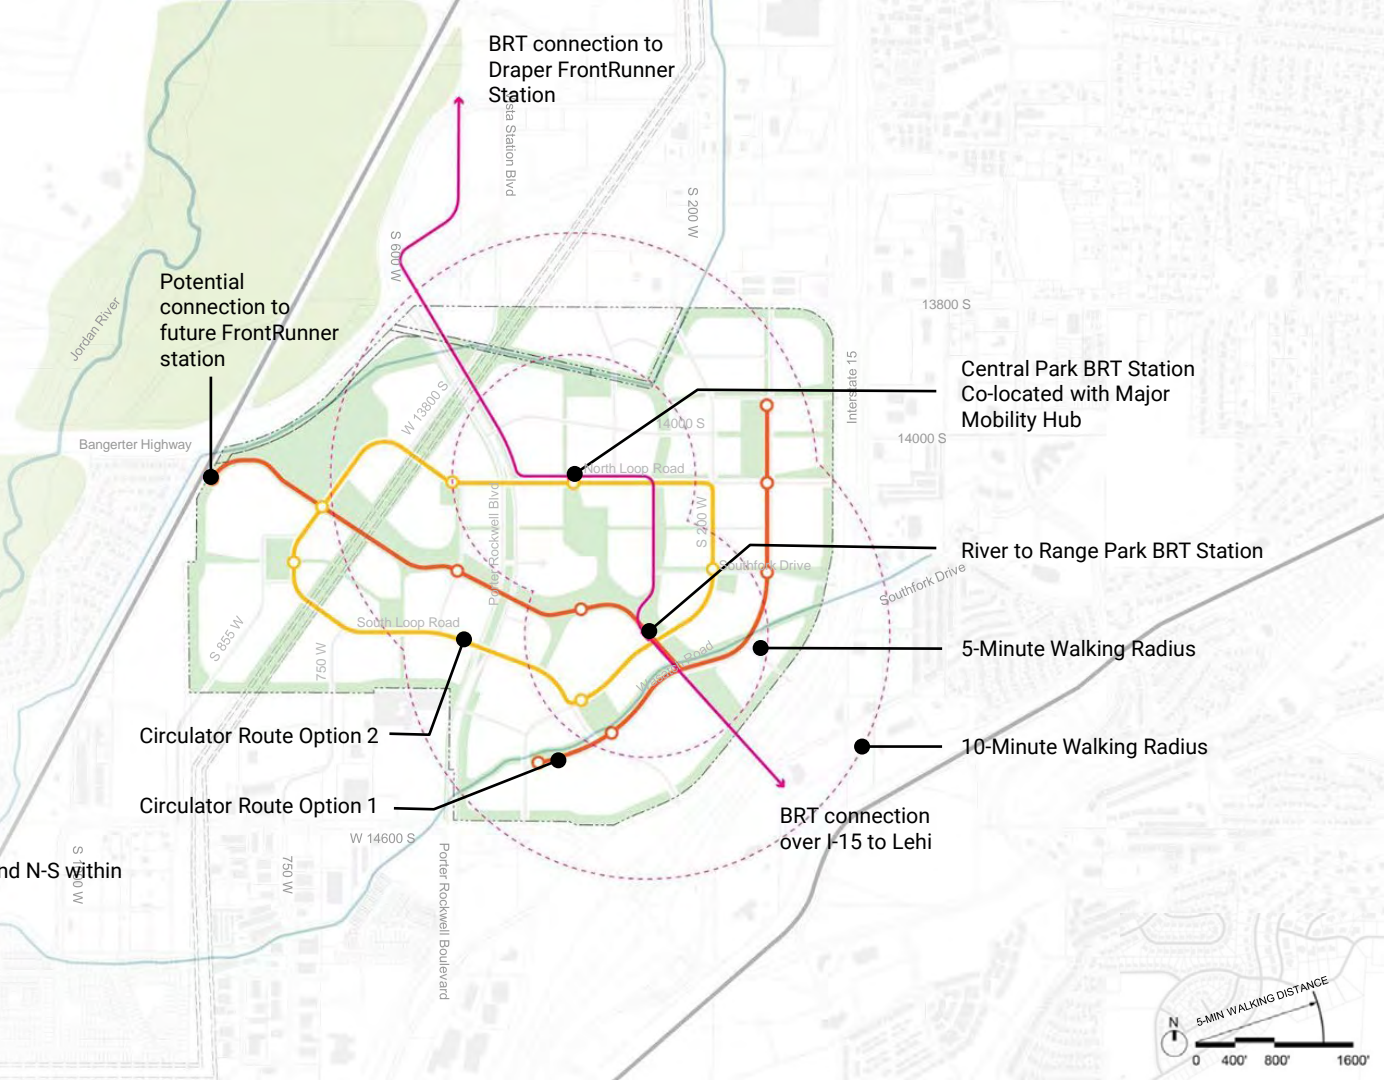 BRT connection to
Draper FrontRunner
Station
sta Station Blvd
S 200 W
S 600 W
Potential
connection to
future FrontRunner
station
Jordan River
13800 S
Interstate 15
Central Park BRT Station
Co-located with Major
Mobility Hub
W 13800 S
14000 S
14000 S
Bangerter Highway
North Loop Road
Porter Rockwell Blvd
S 200 W
River to Range Park BRT Station
Southfork Drive
Southfork Drive
South Loop Road
S 855 W
750 W
5-Minute Walking Radius
Circulator Route Option 2
10-Minute Walking Radius
Circulator Route Option 1
BRT connection
over I-15 to Lehi
W 14600 S
nd N-S within
750 W
Porter Rockwell Boulevard
5-MIN WALKING DISTANCE
N
0 400' 800' 1600'